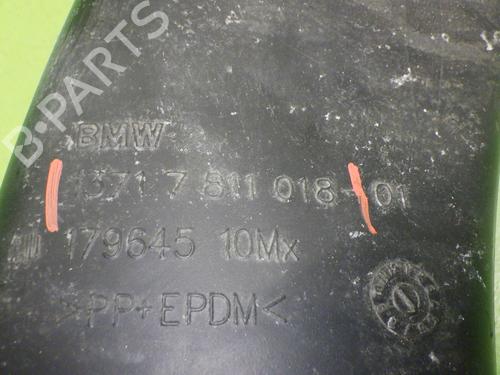 B-PARTS
BMW
1371 7 811 018-01
179645 10Mx
>PP+EPDM<